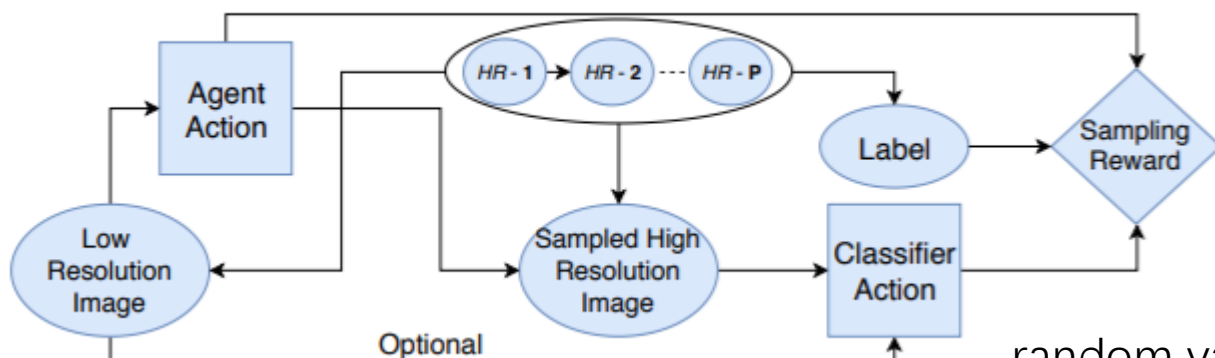 HR - 1
HR - 2
HR - P
Agent
Action
Label
Sampling
Reward
Low
Resolution
Image
Sampled High
Resolution
Image
Classifier
Action
Optional
random